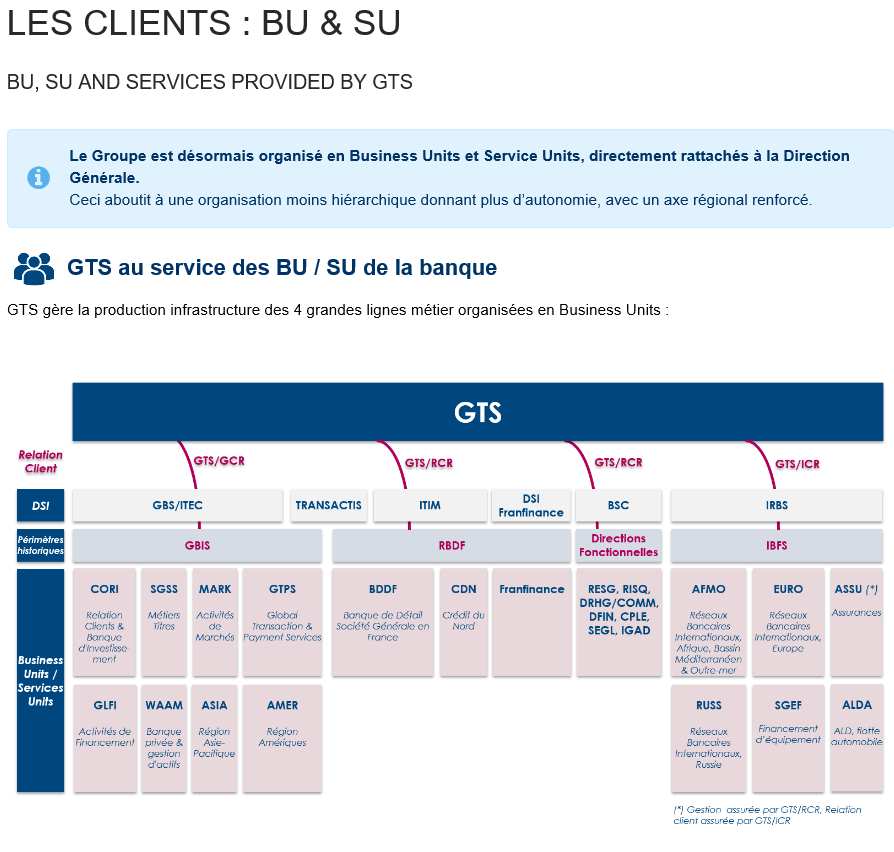 LES CLIENTS : BU & SU
BU, SU AND SERVICES PROVIDED BY GTS
Le Groupe est désormais organisé en Business Units et Service Units, directement rattachés à la Direction
Générale.
Ceci aboutit à une organisation moins hiérarchique donnant plus d'autonomie, avec un axe régional renforcé.
GTS au service des BU / SU de la banque
GTS gère la production infrastructure des 4 grandes lignes métier organisées en Business Units :
GTS
Relation
Client
GTS/GCR
GTS/RCR
GTS/RCR
GTS/ICR
DSI
GBS/ITEC
TRANSACTIS
ITIM
DSI
Franfinance
BSC
IRBS
Périmètres
historiques
GBIS
RBDF
Directions
Fonctionnelles
IBFS
Business
Units /
Services
Units
CORI
Relation
Clients &
Banque
d'Investisse-
ment
SGSS
Métiers
Titres
MARK
Activités
de
Marchés
GTPS
Global
Transaction &
Payment Services
BDDF
Banque de Détail
Société Générale en
France
CDN
Crédit du
Nord
Franfinance
RESG, RISQ,
DRHG/COMM,
DFIN, CPLE,
SEGL, IGAD
AFMO
Réseaux
Bancaires
Internationaux,
Afrique, Bassin
Méditerranéen
& Outre-mer
EURO
Réseaux
Bancaires
Internationaux,
Europe
ASSU (*)
Assurances
GLFI
Activités de
Financement
WAAM
Banque
privée &
gestion
d'actifs
ASIA
Région
Asie-
Pacifique
AMER
Région
Amériques
RUSS
Réseaux
Bancaires
Internationaux,
Russie
SGEF
Financement
d'équipement
ALDA
ALD, flotte
automobile
(*) Gestion assurée par GTS/RCR, Relation
client assurée par GTS/ICR